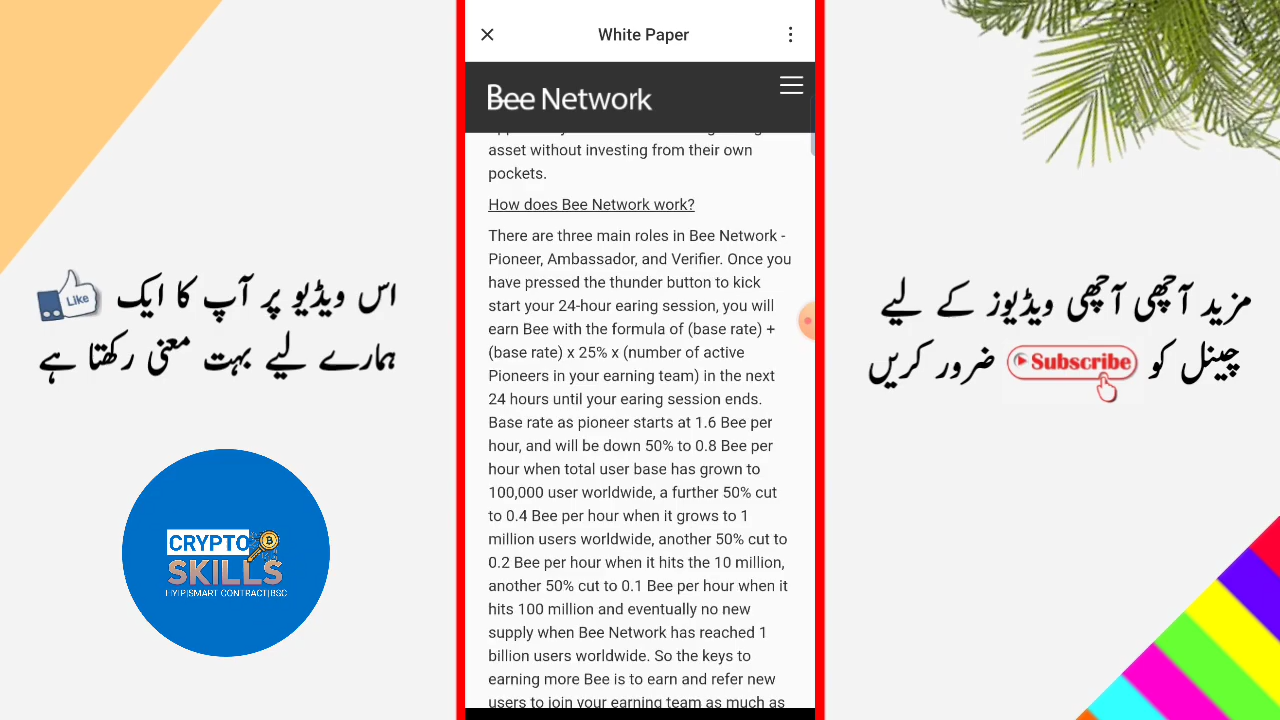 White Paper
Bee Network
asset without investing from their own
pockets.
How does Bee Network work?
There are three main roles in Bee Network -
Pioneer, Ambassador, and Verifier. Once you
have pressed the thunder button to kick
start your 24-hour earing session, you will
earn Bee with the formula of (base rate) +
(base rate) x 25% x (number of active
Pioneers in your earning team) in the next
24 hours until your earing session ends.
Base rate as pioneer starts at 1.6 Bee per
hour, and will be down 50% to 0.8 Bee per
hour when total user base has grown to
100,000 user worldwide, a further 50% cut
to 0.4 Bee per hour when it grows to 1
million users worldwide, another 50% cut to
0.2 Bee per hour when it hits the 10 million,
another 50% cut to 0.1 Bee per hour when it
hits 100 million and eventually no new
supply when Bee Network has reached 1
billion users worldwide. So the keys to
earning more Bee is to earn and refer new
users to join your earning team as much as
اس ویڈیو پر آپ کا ایک Like
ہمارے لیے بہت معنی رکھتا ہے
CRYPTO
SKILLS
HYIP|SMART CONTRACT|BSC
مزید آچھی آچھی ویڈیوز کے لیے
چینل کو Subscribe ضرور کریں